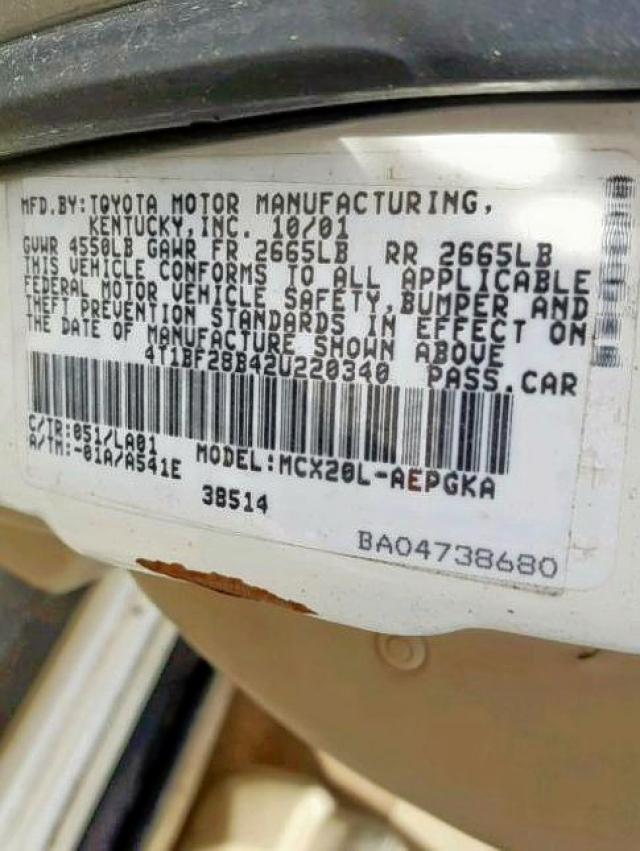 MFD.BY:TOYOTA MOTOR MANUFACTURING,
KENTUCKY,INC. 10/01
GVWR 4550LB GAWR FR 2665LB RR 2665LB
THIS VEHICLE CONFORMS TO ALL APPLICABLE
FEDERAL MOTOR VEHICLE SAFETY,BUMPER AND
THEFT PREVENTION STANDARDS IN EFFECT ON
THE DATE OF MANUFACTURE SHOWN ABOVE
4T1BF28B42U220340 PASS.CAR
C/TR:051/LA01
A/TM:-01A/A541E MODEL:MCX20L-AEPGKA
38514
BA04738680